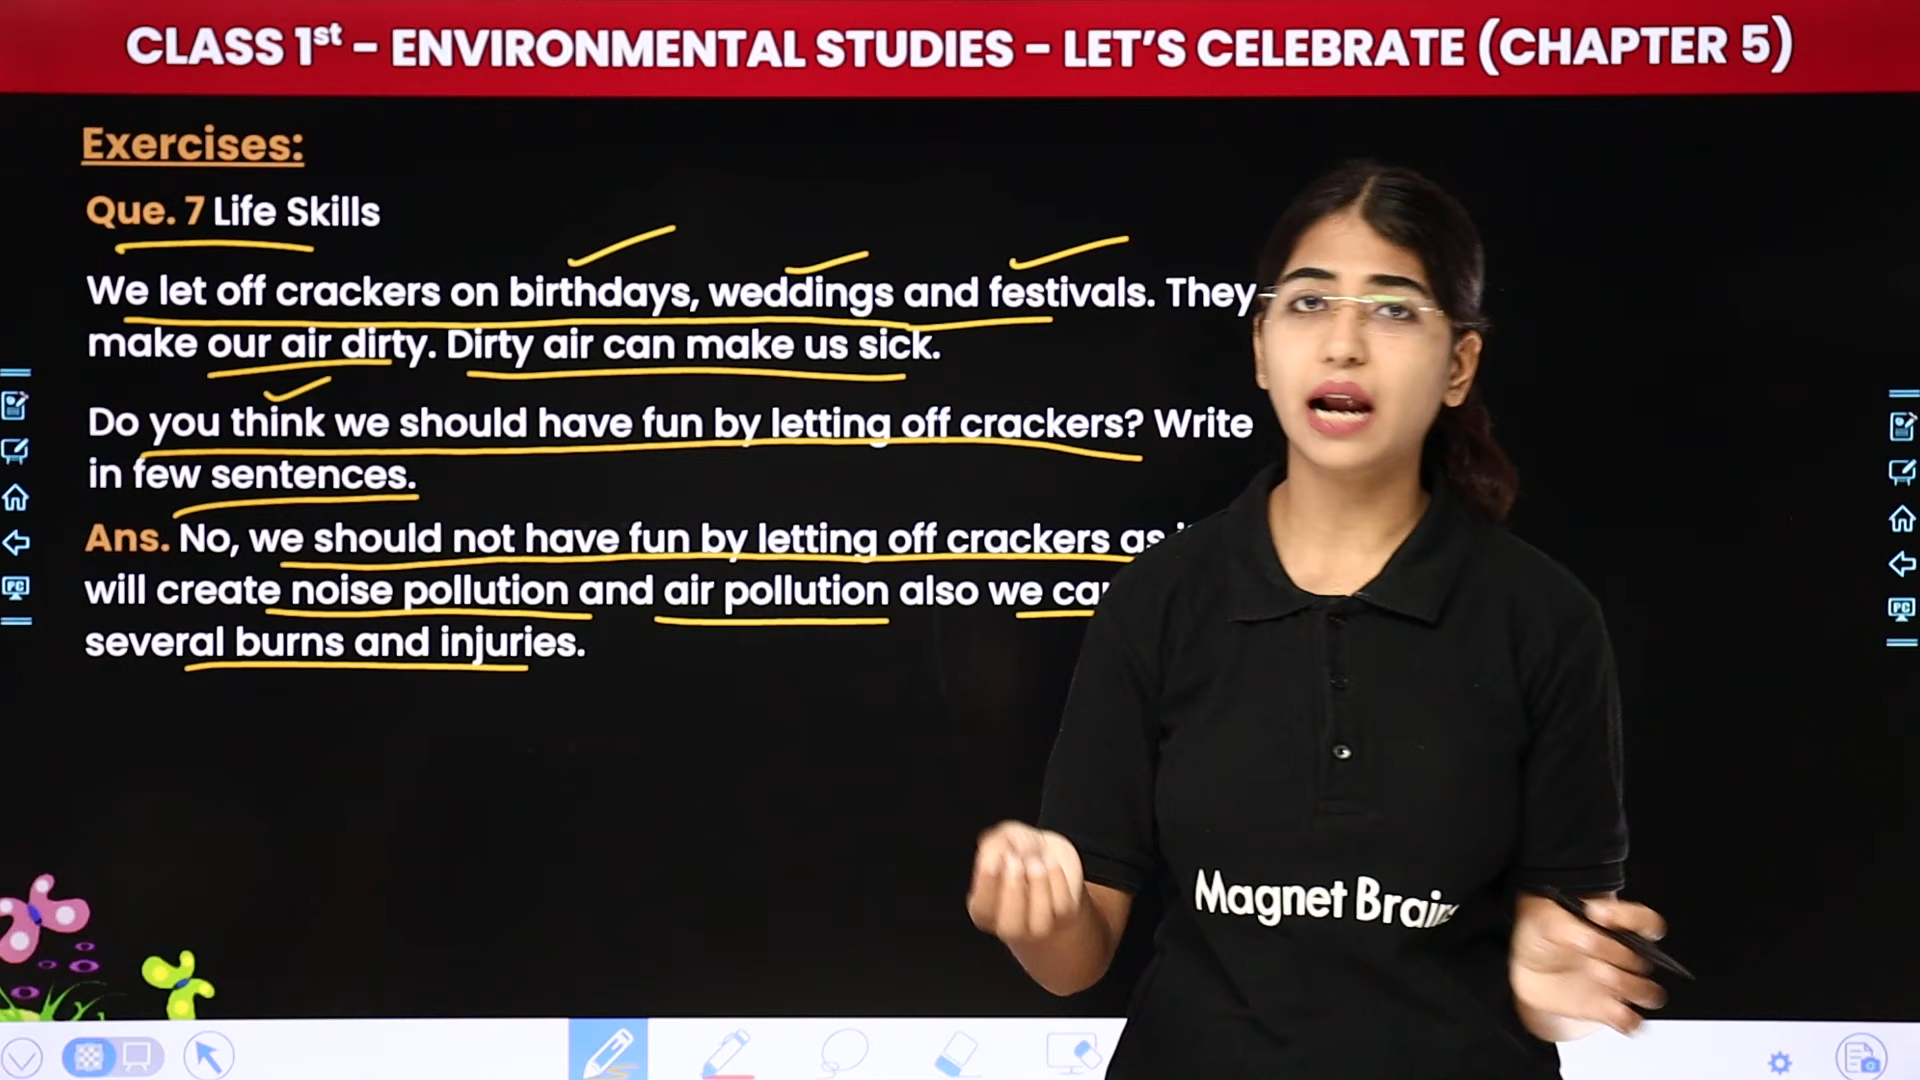 CLASS 1st – ENVIRONMENTAL STUDIES – LET'S CELEBRATE (CHAPTER 5)
Exercises:
Que. 7 Life Skills
We let off crackers on birthdays, weddings and festivals. They
make our air dirty. Dirty air can make us sick.
Do you think we should have fun by letting off crackers? Write
in few sentences.
Ans. No, we should not have fun by letting off crackers as
will create noise pollution and air pollution also we
several burns and injuries.
Magnet
PC
PC